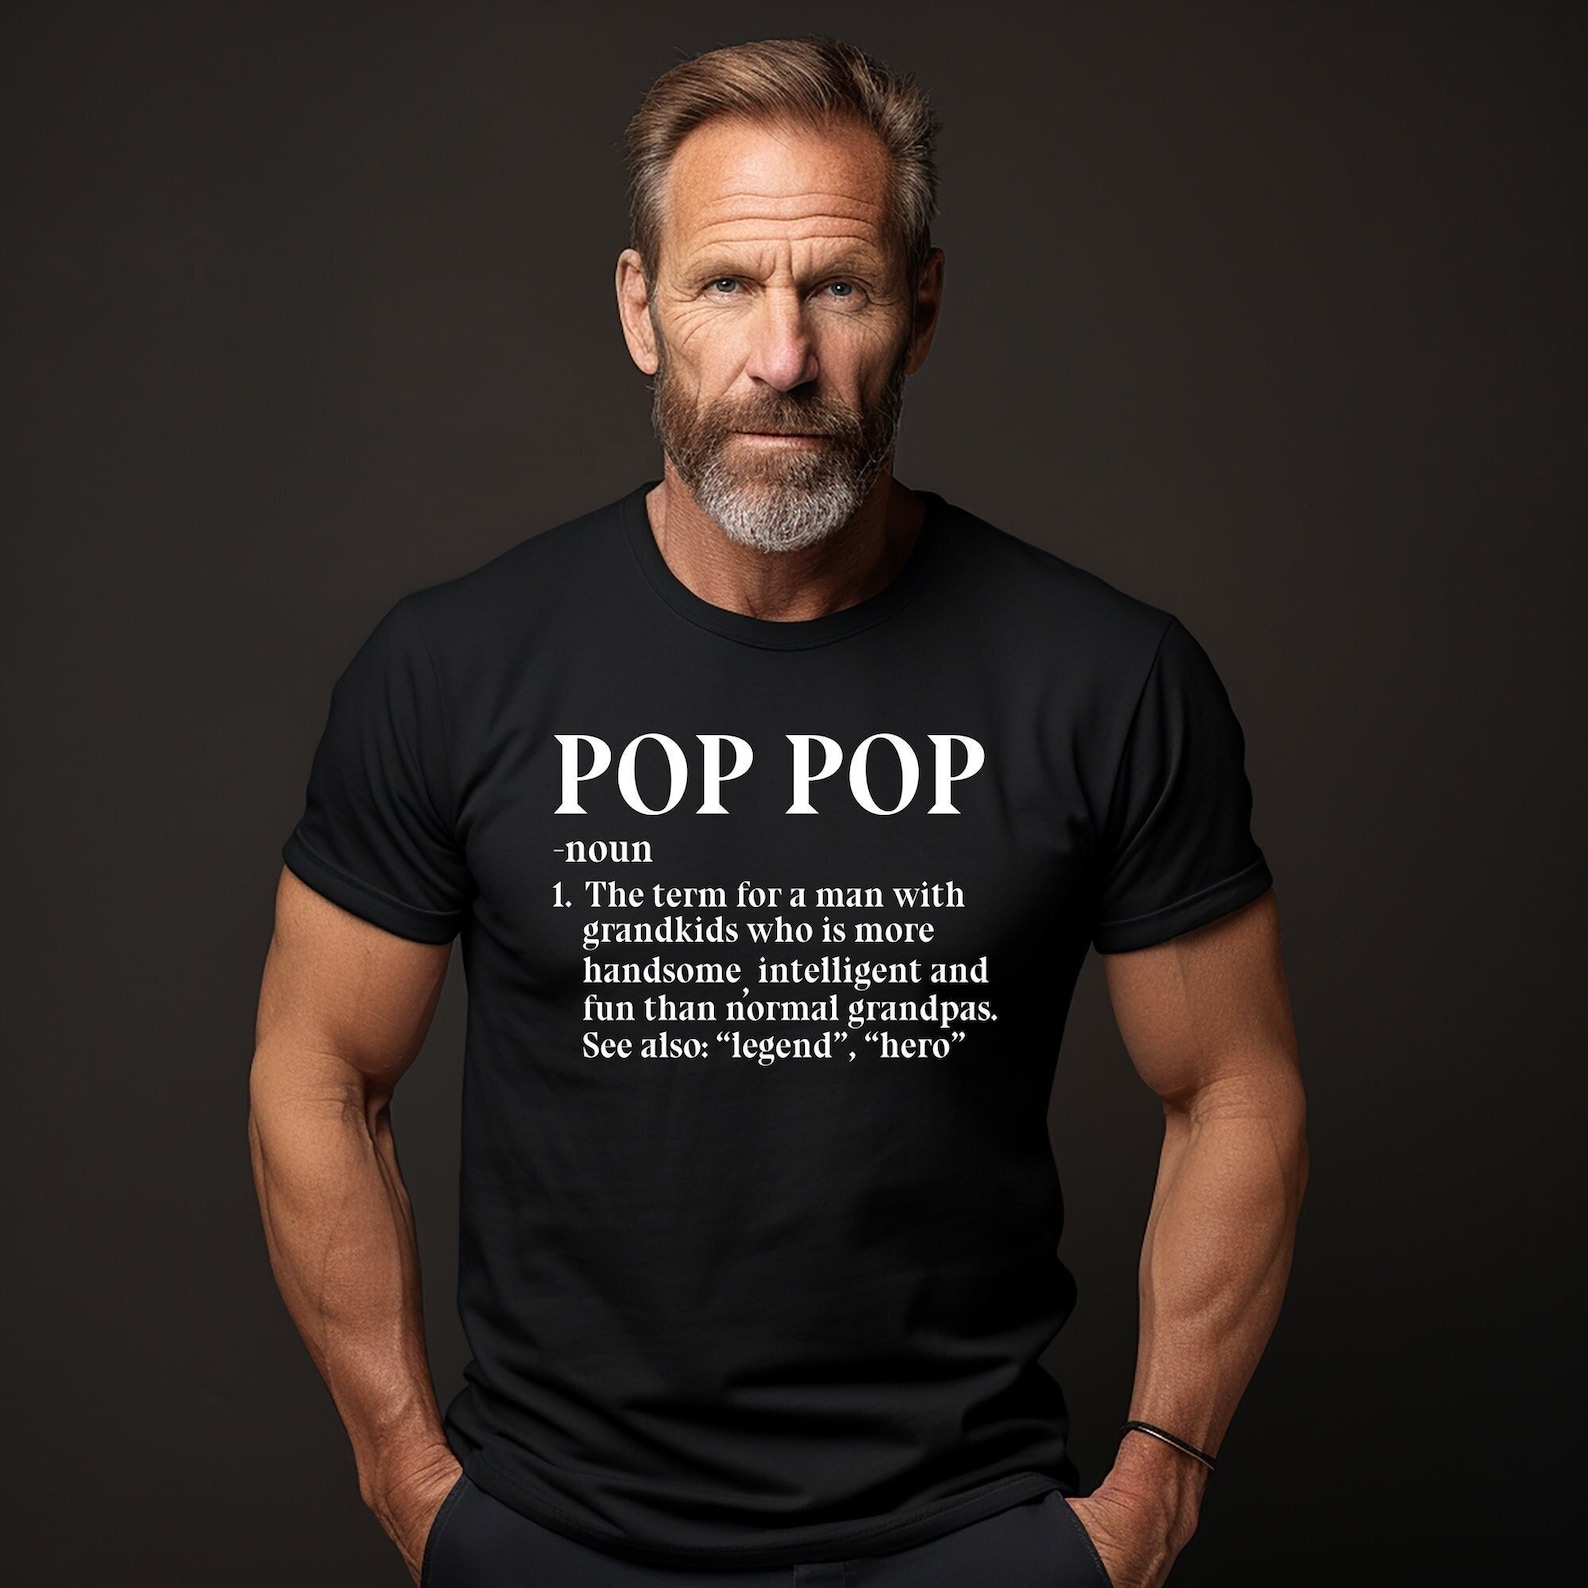 POP POP
-noun
1. The term for a man with
grandkids who is more
handsome, intelligent and
fun than normal grandpas.
See also: “legend”, “hero”